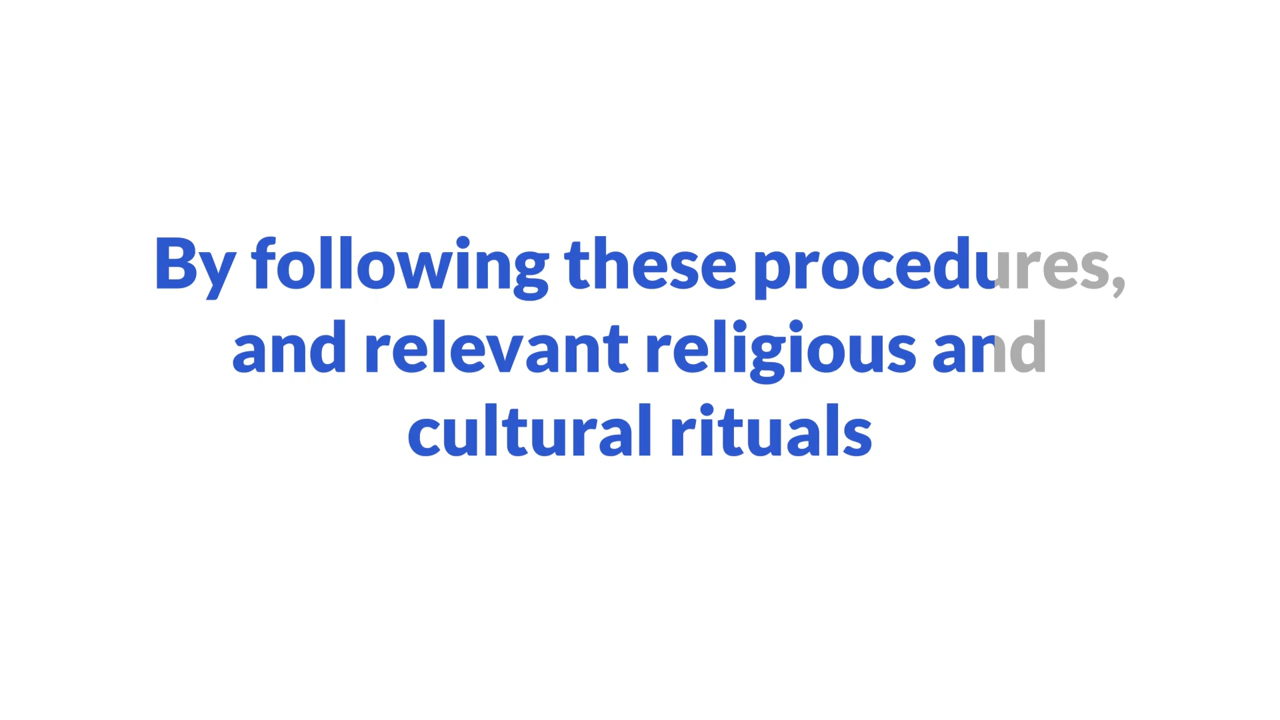 By following these procedures,
and relevant religious and
cultural rituals